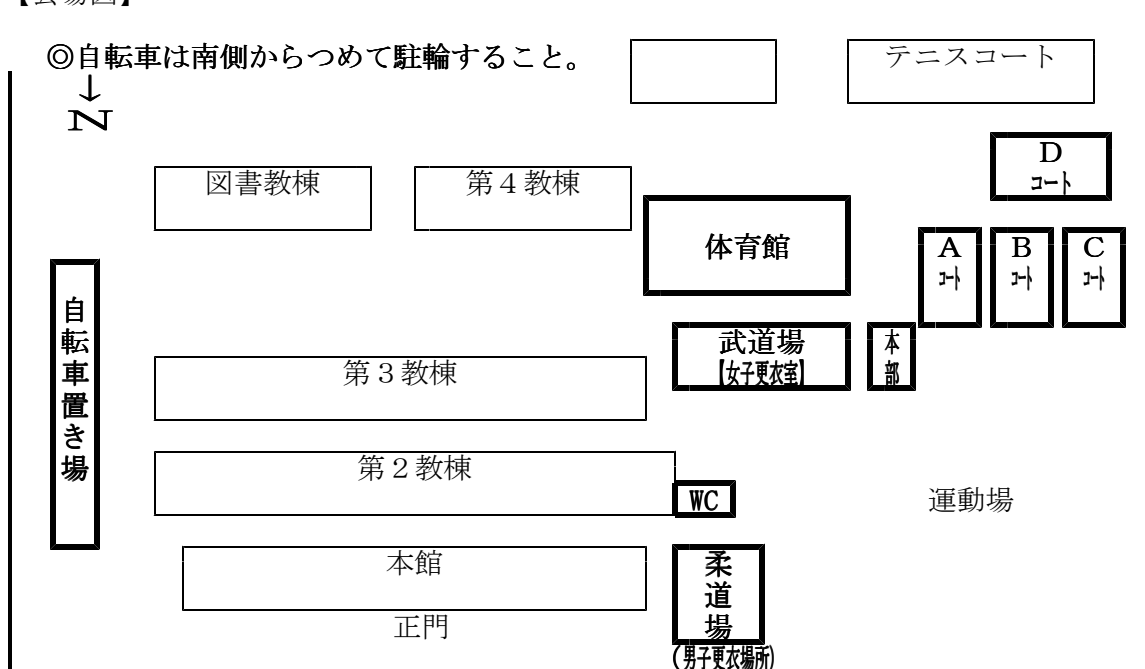 【会場図】
◎自転車は南側からつめて駐輪すること。
テニスコート
↓
N
D
コート
図書教棟
第４教棟
体育館
A
コート
B
コート
C
コート
自転車置き場
武道場
【女子更衣室】
本部
第３教棟
第２教棟
WC
運動場
本館
柔道場
正門
（男子更衣場所）